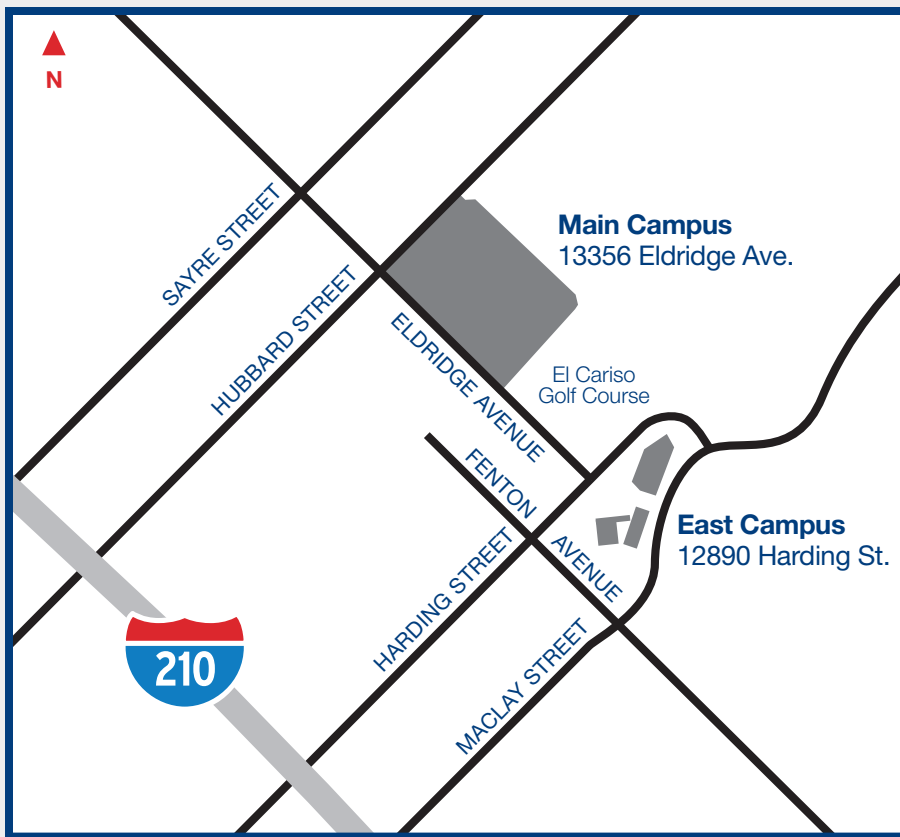 N
SAYRE STREET
HUBBARD STREET
Main Campus
13356 Eldridge Ave.
ELDRIDGE AVENUE
El Cariso
Golf Course
FENTON
AVENUE
HARDING STREET
East Campus
12890 Harding St.
MACLAY STREET
210